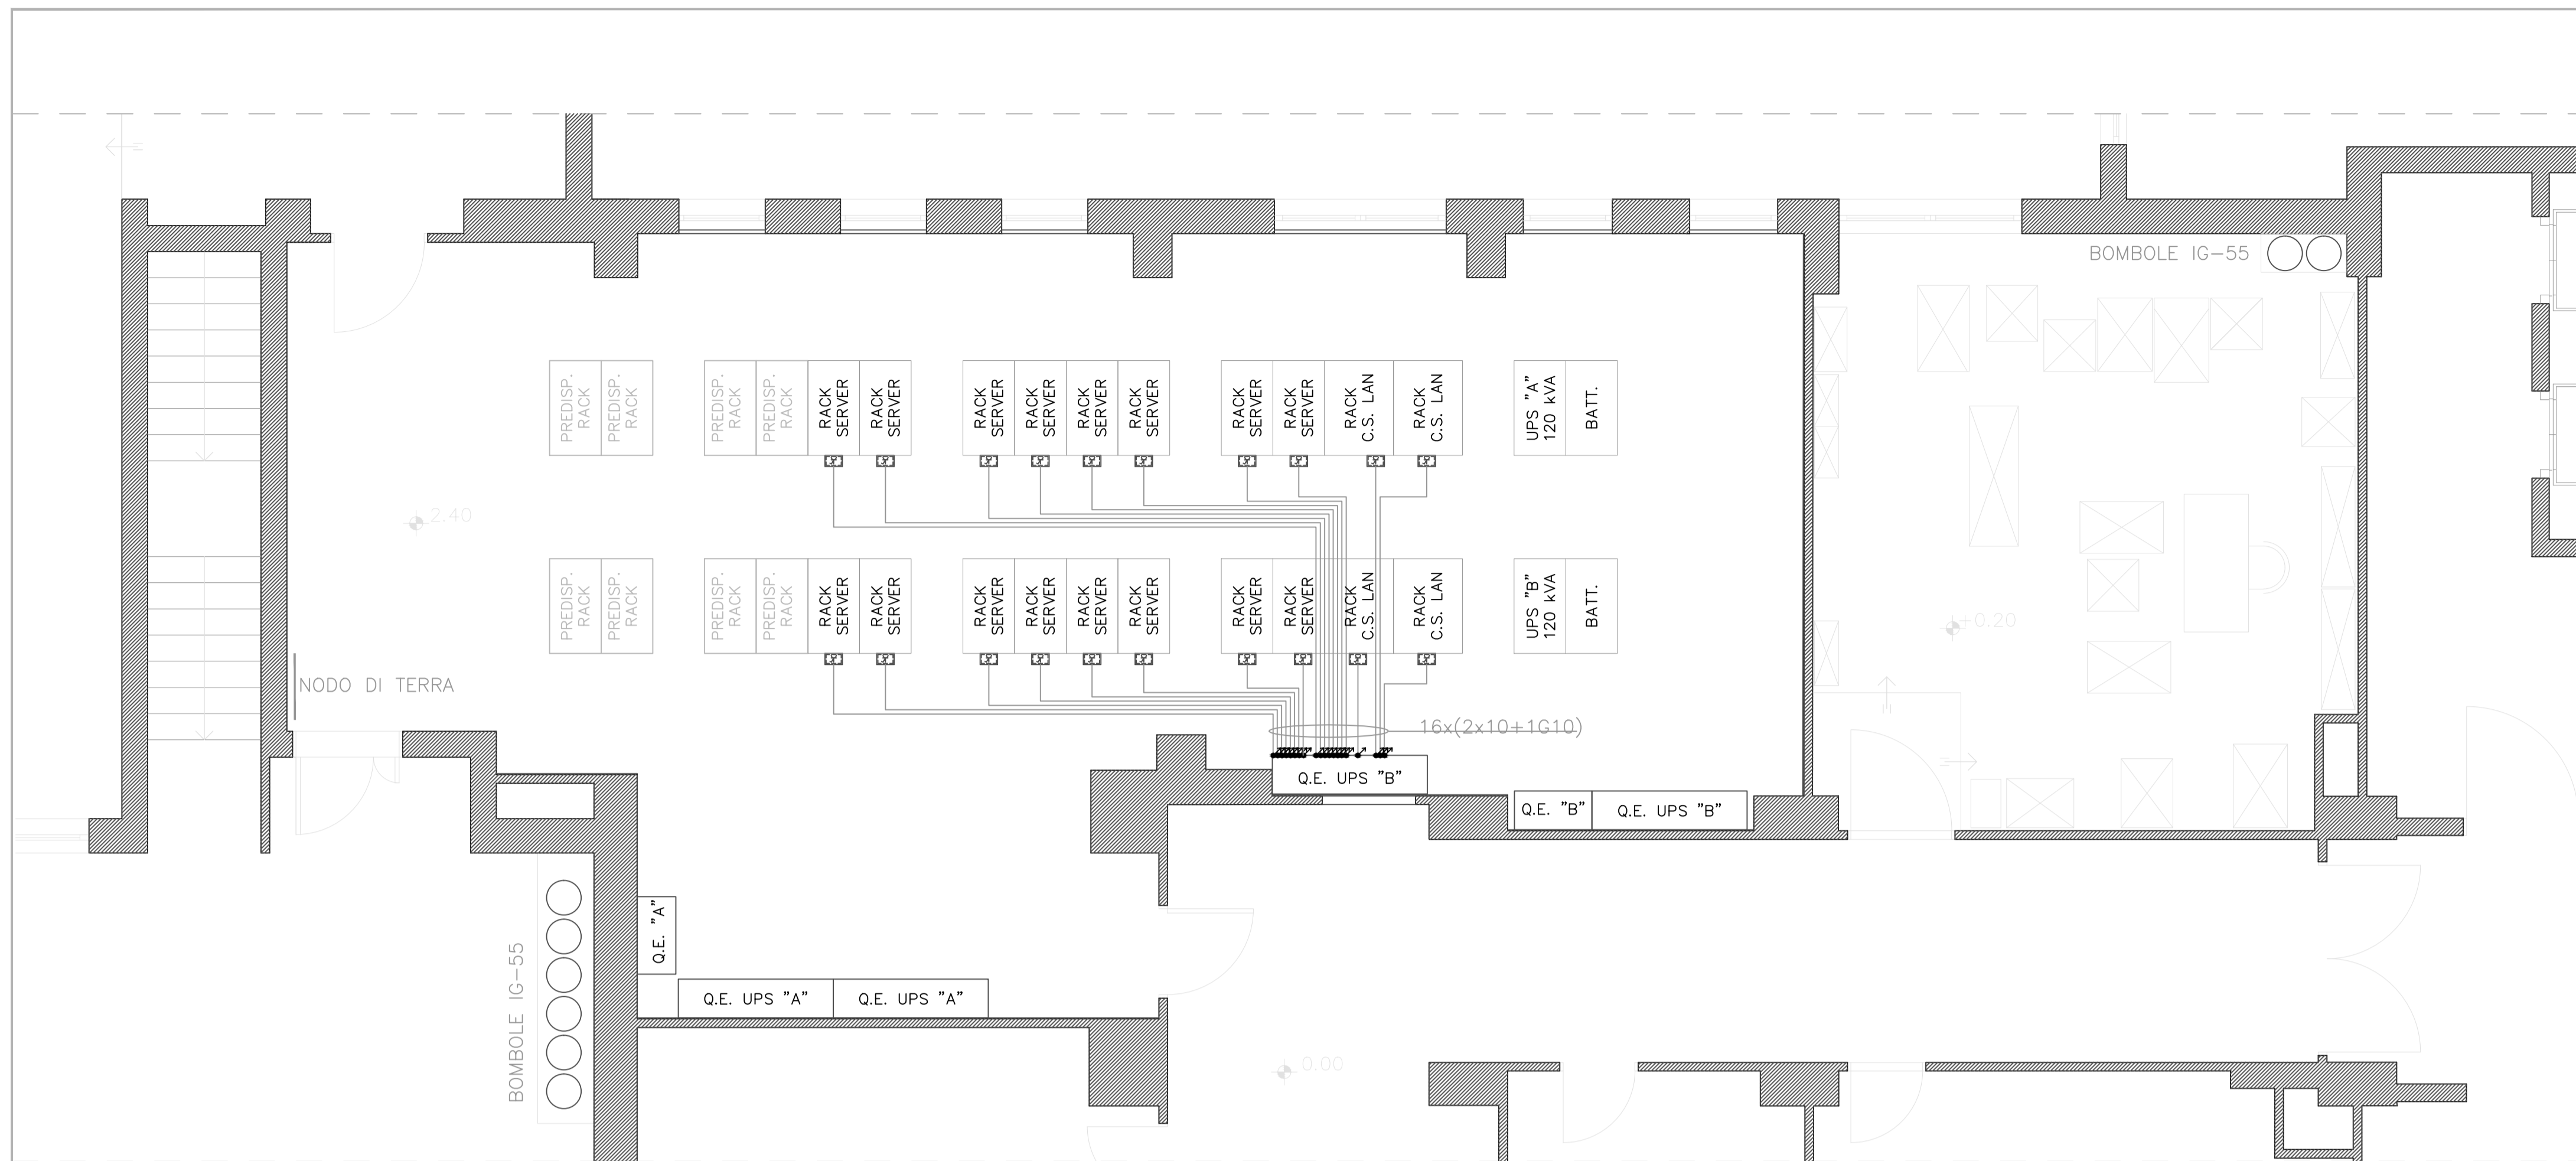 BOMBOLE IG-55
PREDISP.
RACK
PREDISP.
RACK
PREDISP.
RACK
PREDISP.
RACK
RACK
SERVER
RACK
SERVER
RACK
SERVER
RACK
SERVER
RACK
SERVER
RACK
SERVER
RACK
SERVER
RACK
SERVER
RACK
C.S. LAN
RACK
C.S. LAN
UPS "A"
120 kVA
BATT.
2.40
PREDISP.
RACK
PREDISP.
RACK
PREDISP.
RACK
PREDISP.
RACK
RACK
SERVER
RACK
SERVER
RACK
SERVER
RACK
SERVER
RACK
SERVER
RACK
SERVER
RACK
SERVER
RACK
SERVER
RACK
C.S. LAN
RACK
C.S. LAN
UPS "B"
120 kVA
BATT.
+0.20
NODO DI TERRA
16x(2x10+1G10)
Q.E. UPS "B"
Q.E. "B"
Q.E. UPS "B"
Q.E. "A"
BOMBOLE IG-55
Q.E. UPS "A"
Q.E. UPS "A"
0.00